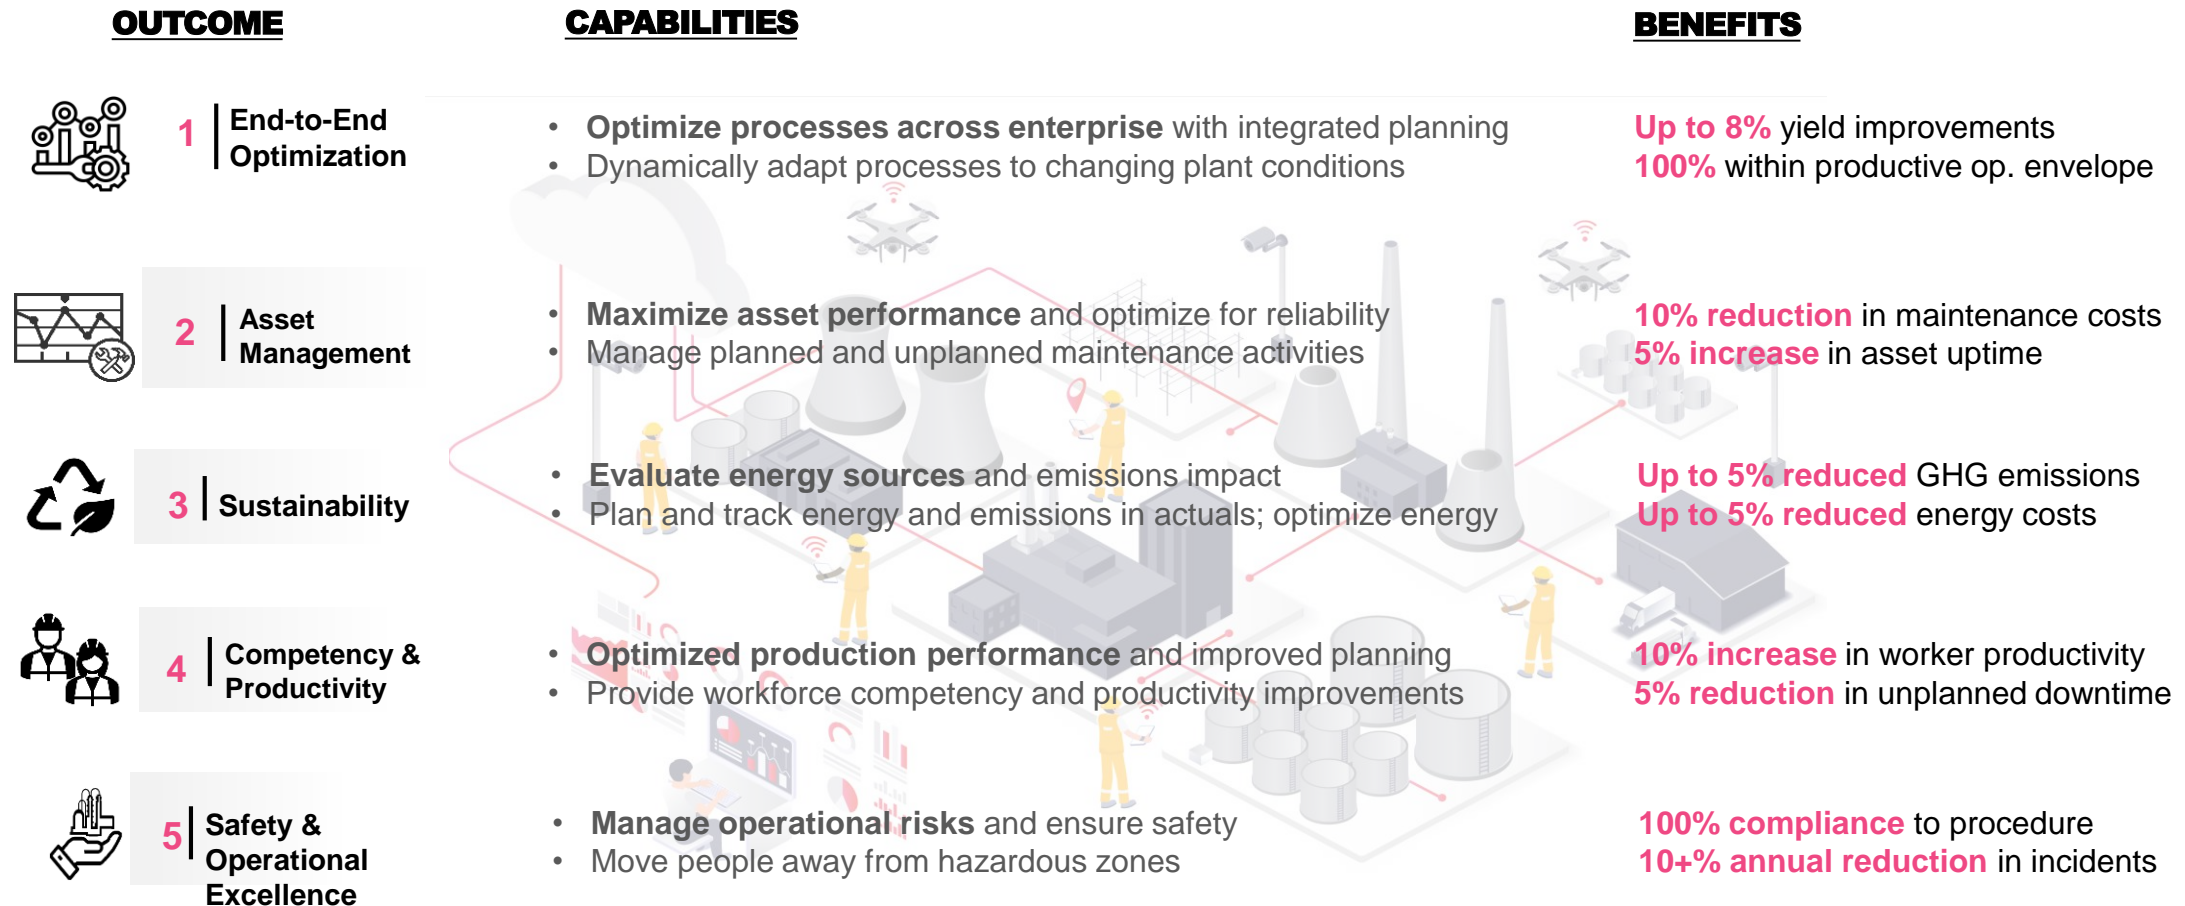 OUTCOME
CAPABILITIES
BENEFITS
1
End-to-End
Optimization
• Optimize processes across enterprise with integrated planning
• Dynamically adapt processes to changing plant conditions
Up to 8% yield improvements
100% within productive op. envelope
2
Asset
Management
• Maximize asset performance and optimize for reliability
• Manage planned and unplanned maintenance activities
10% reduction in maintenance costs
5% increase in asset uptime
3
Sustainability
• Evaluate energy sources and emissions impact
• Plan and track energy and emissions in actuals; optimize energy
Up to 5% reduced GHG emissions
Up to 5% reduced energy costs
4
Competency &
Productivity
• Optimized production performance and improved planning
• Provide workforce competency and productivity improvements
10% increase in worker productivity
5% reduction in unplanned downtime
5
Safety &
Operational
Excellence
• Manage operational risks and ensure safety
• Move people away from hazardous zones
100% compliance to procedure
10+% annual reduction in incidents